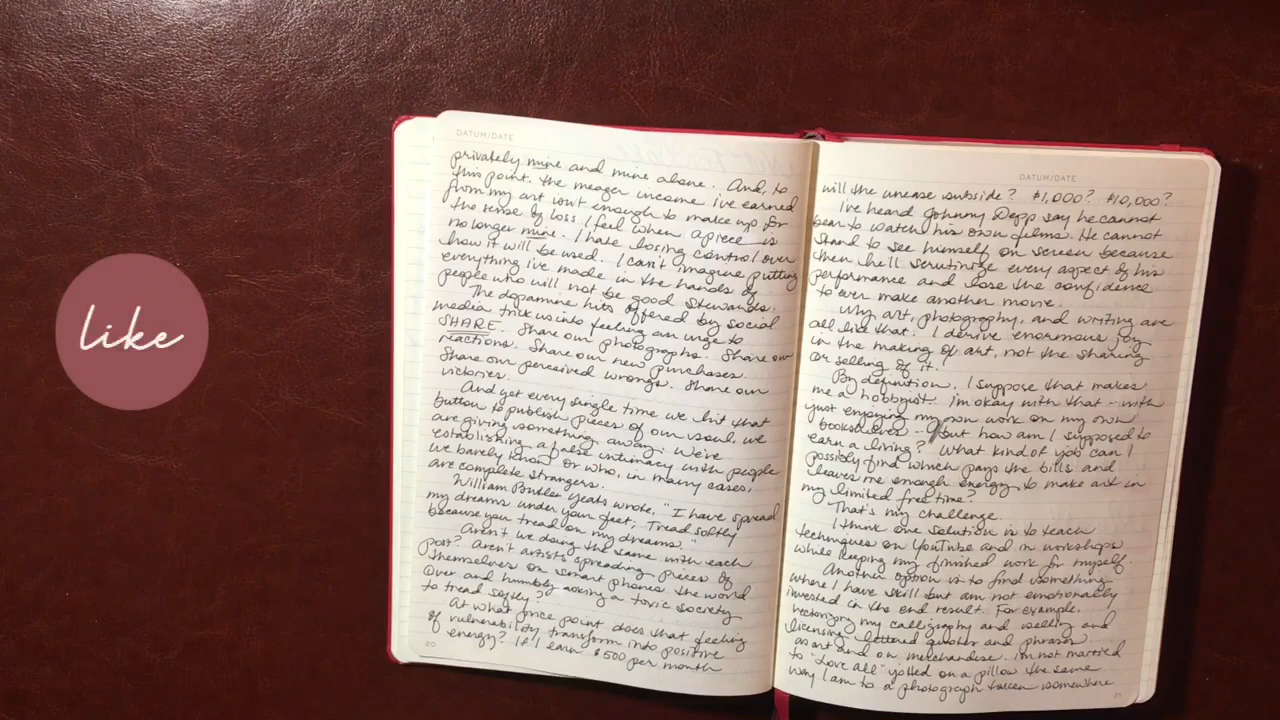 like
DATUM/DATE
privately mine and mine alone. And, to
this point, the meager income i've earned
from my art isn't enough to make up for
the sense of loss I feel when a piece is
no longer mine. I hate losing control over
how it will be used. I can't imagine putting
everything i've made in the hands of
people who will not be good stewards.
The dopamine hits offered by social
media trick us into feeling an urge to
SHARE. Share our photographs. Share our
reactions. Share our new purchases.
Share our perceived wrongs. Share our
victories.
And yet every single time we hit that
button to publish pieces of our soul, we
are giving something away. We're
establishing a false intimacy with people
we barely know or who, in many cases,
are complete strangers.
William Butler Yeats wrote, "I have spread
my dreams under your feet; Tread softly
because you tread on my dreams."
Aren't we doing the same with each
post? Aren't artists spreading pieces of
themselves on smart phones the world
over and humbly asking a toxic society
to tread softly?
At what price point does that feeling
of vulnerability transform into positive
energy? If I earn $500 per month
20
DATUM/DATE
will the unease subside? $1,000? $10,000?
I've heard Johnny Depp say he cannot
bear to watch his own films. He cannot
stand to see himself on screen because
then he'll scrutinize every aspect of his
performance and lose the confidence
to ever make another movie.
My art, photography, and writing are
all like that. I derive enormous joy
in the making of art, not the sharing
or selling of it.
By definition, I suppose that makes
me a hobbyist. i'm okay with that -- with
just enjoying my own work on my own
bookshelves -- but how am I supposed to
earn a living? What kind of job can I
possibly find which pays the bills and
leaves me enough energy to make art in
my limited free time?
That's my challenge.
I think one solution is to teach
techniques on YouTube and in workshops
while keeping my finished work for myself.
Another option is to find something
where I have skill but am not emotionally
invested in the end result. For example,
vectorizing my calligraphy and selling and
licensing lettered quotes and phrases
as art and on merchandise. i'm not married
to "Love all" jotted on a pillow the same
way I am to a photograph taken somewhere
21